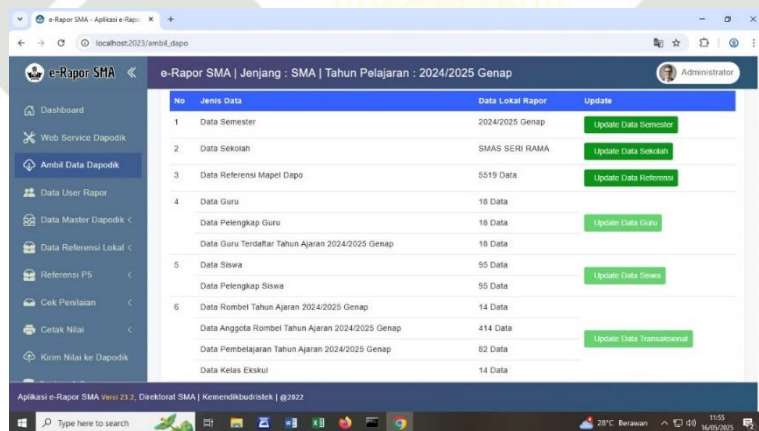 e-Rapor SMA - Aplikasi e-Rapo
localhost:2023/ambil_dapo
e-Rapor SMA
e-Rapor SMA | Jenjang : SMA | Tahun Pelajaran : 2024/2025 Genap
Administrator
Dashboard
Web Service Dapodik
Ambil Data Dapodik
Data User Rapor
Data Master Dapodik <
Data Referensi Lokal <
Referensi P5 <
Cek Penilaian <
Cetak Nilai <
Kirim Nilai ke Dapodik
No Jenis Data Data Lokal Rapor Update
1 Data Semester 2024/2025 Genap Update Data Semester
2 Data Sekolah SMAS SERI RAMA Update Data Sekolah
3 Data Referensi Mapel Dapo 5519 Data Update Data Referensi
4 Data Guru 18 Data
Data Pelengkap Guru 18 Data Update Data Guru
Data Guru Terdaftar Tahun Ajaran 2024/2025 Genap 18 Data
5 Data Siswa 95 Data Update Data Siswa
Data Pelengkap Siswa 95 Data
6 Data Rombel Tahun Ajaran 2024/2025 Genap 14 Data
Data Anggota Rombel Tahun Ajaran 2024/2025 Genap 414 Data
Data Pembelajaran Tahun Ajaran 2024/2025 Genap 82 Data Update Data Transaksional
Data Kelas Ekskul 14 Data
Aplikasi e-Rapor SMA Versi 23.2, Direktorat SMA | Kemendikbudristek | @2022
Type here to search
28°C Berawan
11:55
16/05/2025